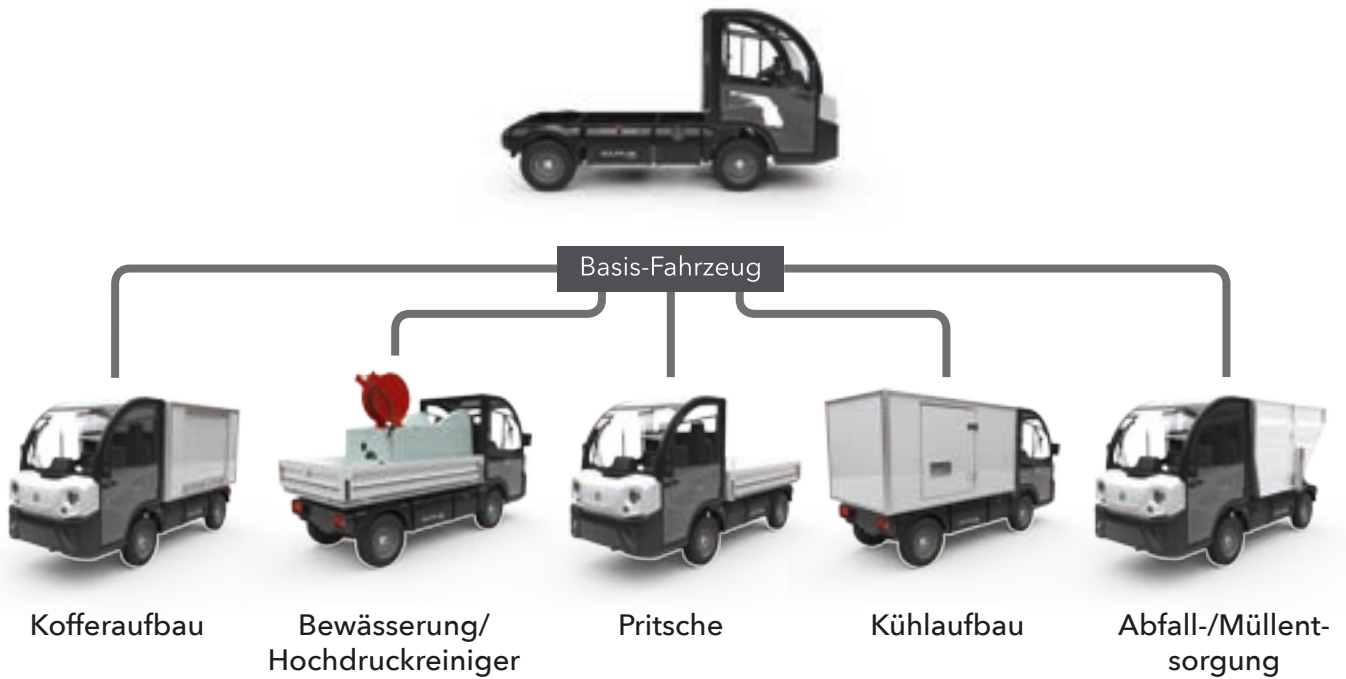 Basis-Fahrzeug
Kofferaufbau
Bewässerung/
Hochdruckreiniger
Pritsche
Kühlaufbau
Abfall-/Müllent-
sorgung